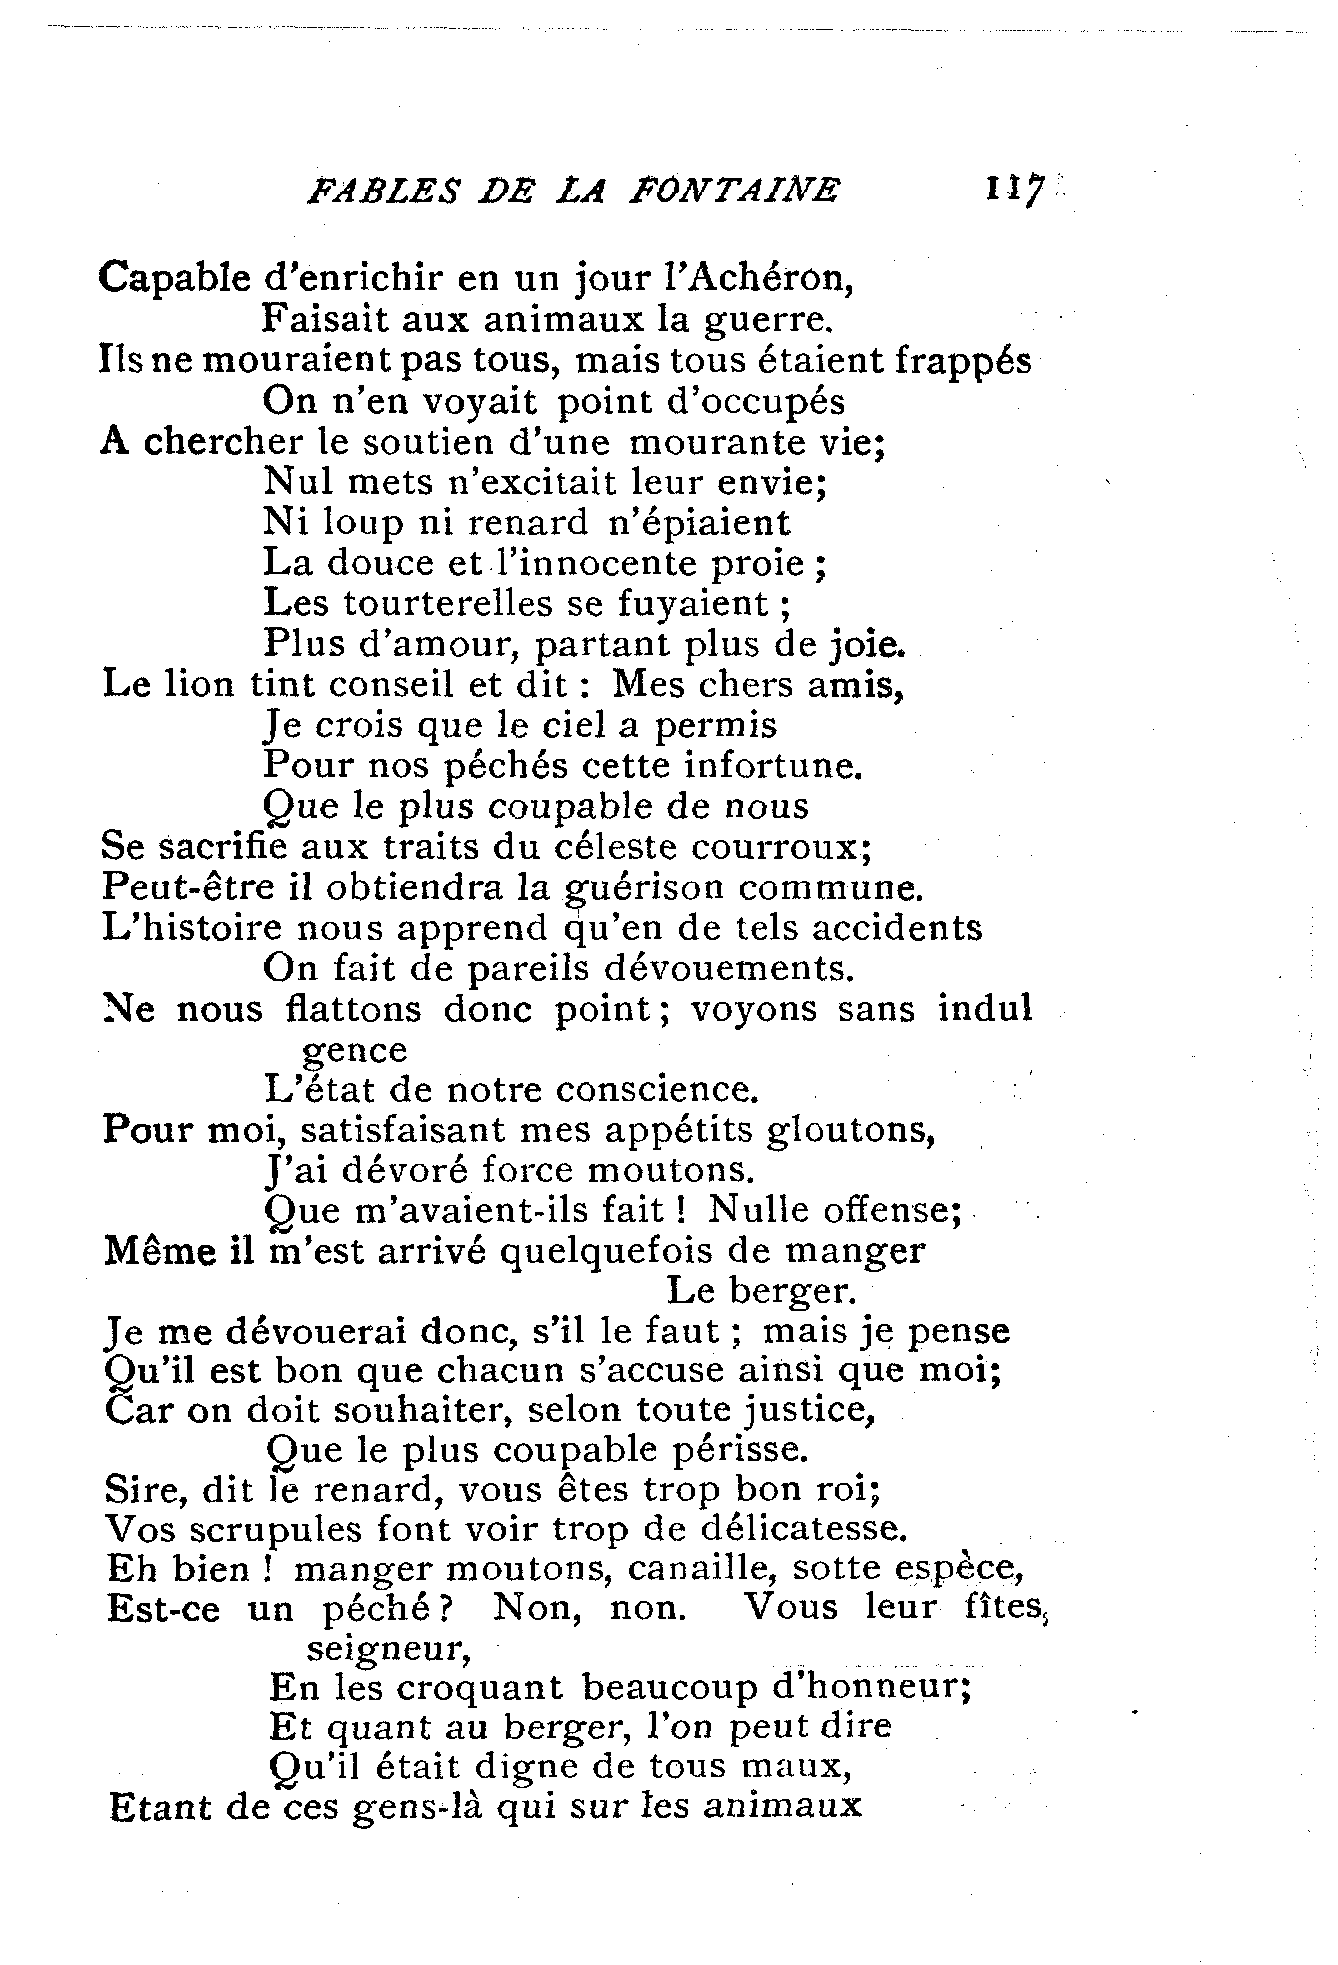 FABLES DE LA FONTAINE 117
Capable d'enrichir en un jour l'Achéron,
Faisait aux animaux la guerre.
Ils ne mouraient pas tous, mais tous étaient frappés
On n'en voyait point d'occupés
A chercher le soutien d'une mourante vie;
Nul mets n'excitait leur envie;
Ni loup ni renard n'épiaient
La douce et l'innocente proie ;
Les tourterelles se fuyaient ;
Plus d'amour, partant plus de joie.
Le lion tint conseil et dit : Mes chers amis,
Je crois que le ciel a permis
Pour nos péchés cette infortune.
Que le plus coupable de nous
Se sacrifie aux traits du céleste courroux;
Peut-être il obtiendra la guérison commune.
L'histoire nous apprend qu'en de tels accidents
On fait de pareils dévouements.
Ne nous flattons donc point ; voyons sans indul
gence
L'état de notre conscience.
Pour moi, satisfaisant mes appétits gloutons,
J'ai dévoré force moutons.
Que m'avaient-ils fait ! Nulle offense;
Même il m'est arrivé quelquefois de manger
Le berger.
Je me dévouerai donc, s'il le faut ; mais je pense
Qu'il est bon que chacun s'accuse ainsi que moi;
Car on doit souhaiter, selon toute justice,
Que le plus coupable périsse.
Sire, dit le renard, vous êtes trop bon roi;
Vos scrupules font voir trop de délicatesse.
Eh bien ! manger moutons, canaille, sotte espèce,
Est-ce un péché ? Non, non. Vous leur fîtes,
seigneur,
En les croquant beaucoup d'honneur;
Et quant au berger, l'on peut dire
Qu'il était digne de tous maux,
Etant de ces gens-là qui sur les animaux